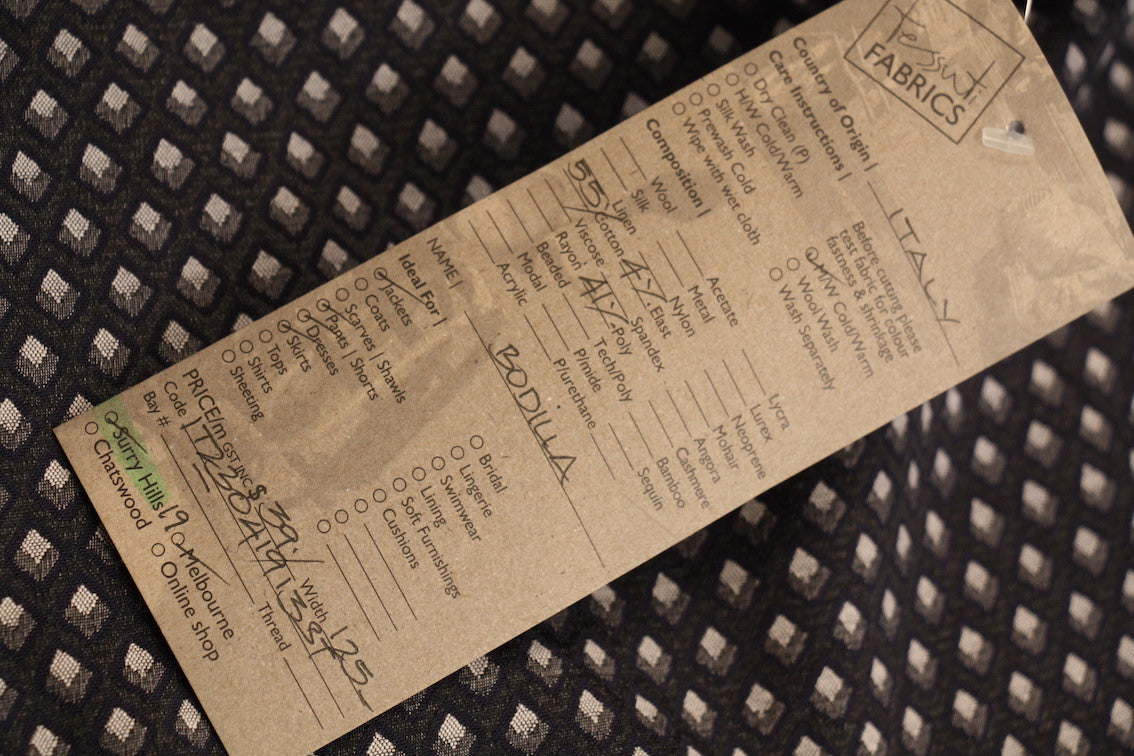 tessuti
FABRICS
Country of Origin | ITALY
Care Instructions |
Before cutting please
test fabric for colour
fastness & shrinkage
Dry Clean (P)
H/W Cold/Warm
Silk Wash
Prewash Cold
Wipe with wet cloth
M/W Cold/Warm
Wool Wash
Wash Separately
Composition |
Wool
Silk
Linen
55% Cotton
Viscose
Rayon
Beaded
Modal
Acrylic
Acetate
Metal
Nylon
4% Elast
Spandex
41% Poly
Tech/Poly
P/mide
P/urethane
Lycra
Lurex
Neoprene
Mohair
Angora
Cashmere
Bamboo
Sequin
NAME | BODILLA
Ideal For |
Jackets
Coats
Scarves | Shawls
Pants | Shorts
Dresses
Skirts
Tops
Shirts
Sheeting
Bridal
Lingerie
Swimwear
Lining
Soft Furnishings
Cushions
PRICE/m GST INC $ 39. Width 125
Code
Bay # Thread
Surry Hills 19 Melbourne
Chatswood Online shop